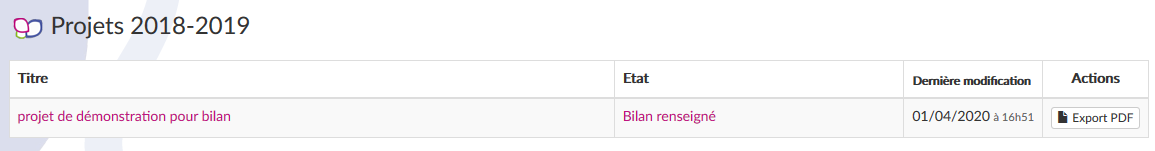 Projets 2018-2019
Titre Etat Dernière modification Actions
projet de démonstration pour bilan Bilan renseigné 01/04/2020 à 16h51 Export PDF